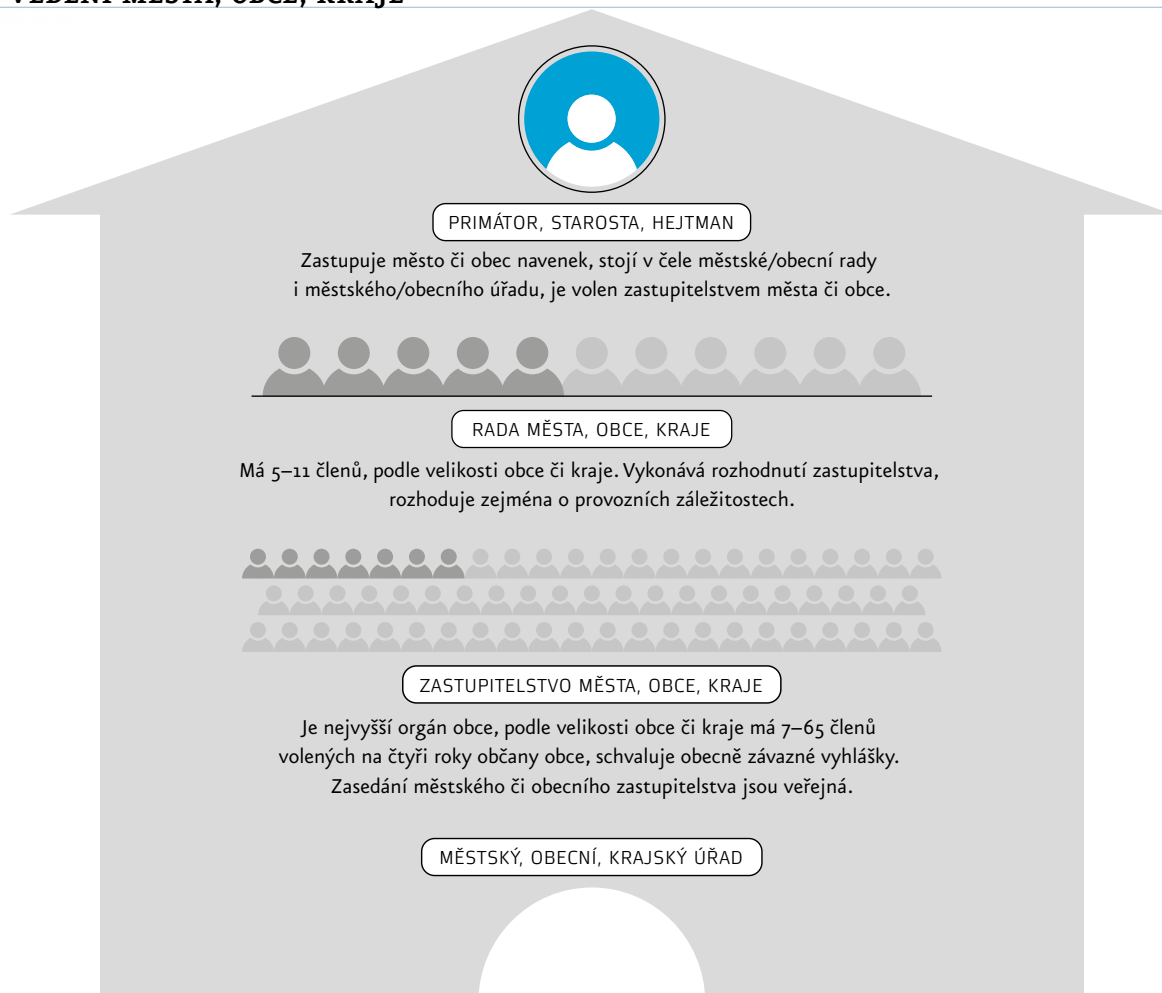 VEDENÍ MĚSTA, OBCE, KRAJE
PRIMÁTOR, STAROSTA, HEJTMAN
Zastupuje město či obec navenek, stojí v čele městské/obecní rady
i městského/obecního úřadu, je volen zastupitelstvem města či obce.
RADA MĚSTA, OBCE, KRAJE
Má 5–11 členů, podle velikosti obce či kraje. Vykonává rozhodnutí zastupitelstva,
rozhoduje zejména o provozních záležitostech.
ZASTUPITELSTVO MĚSTA, OBCE, KRAJE
Je nejvyšší orgán obce, podle velikosti obce či kraje má 7–65 členů
volených na čtyři roky občany obce, schvaluje obecně závazné vyhlášky.
Zasedání městského či obecního zastupitelstva jsou veřejná.
MĚSTSKÝ, OBECNÍ, KRAJSKÝ ÚŘAD